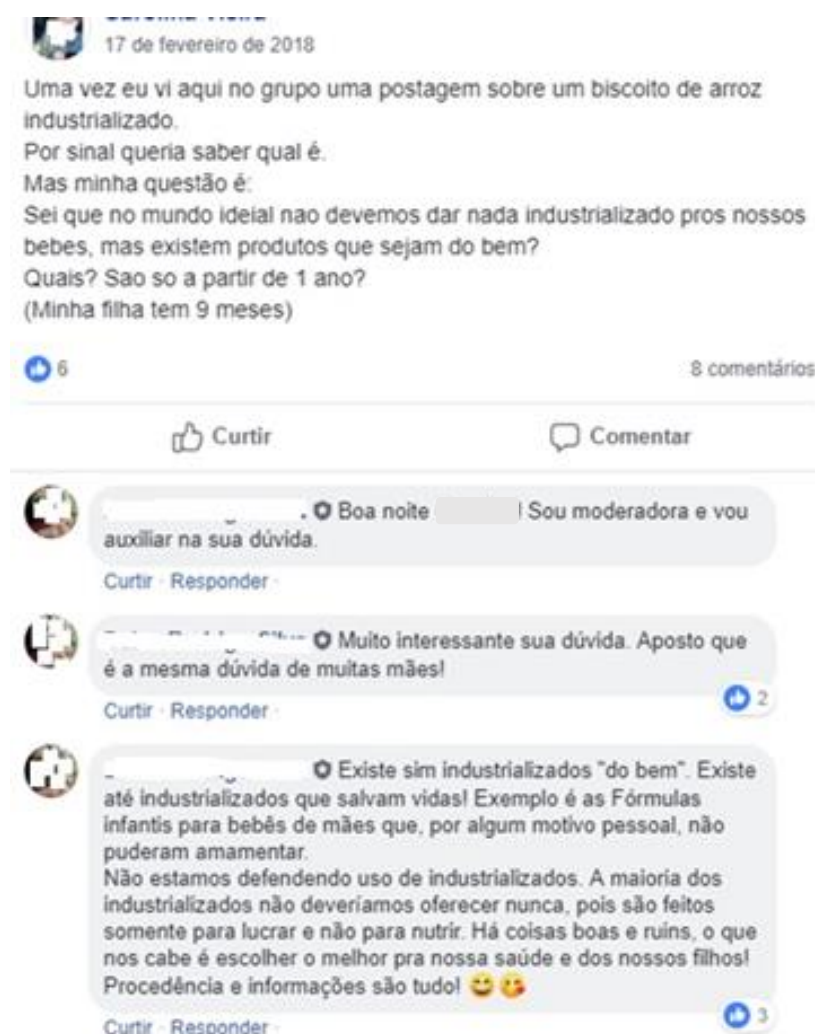 17 de fevereiro de 2018
Uma vez eu vi aqui no grupo uma postagem sobre um biscoito de arroz
industrializado.
Por sinal queria saber qual é.
Mas minha questão é:
Sei que no mundo ideial nao devemos dar nada industrializado pros nossos
bebes, mas existem produtos que sejam do bem?
Quais? Sao so a partir de 1 ano?
(Minha filha tem 9 meses)
6
8 comentários
Curtir
Comentar
Boa noite ! Sou moderadora e vou
auxiliar na sua dúvida.
Curtir · Responder ·
Muito interessante sua dúvida. Aposto que
é a mesma dúvida de muitas mães!
2
Curtir · Responder ·
Existe sim industrializados "do bem". Existe
até industrializados que salvam vidas! Exemplo é as Fórmulas
infantis para bebês de mães que, por algum motivo pessoal, não
puderam amamentar.
Não estamos defendendo uso de industrializados. A maioria dos
industrializados não deveríamos oferecer nunca, pois são feitos
somente para lucrar e não para nutrir. Há coisas boas e ruins, o que
nos cabe é escolher o melhor pra nossa saúde e dos nossos filhos!
Procedência e informações são tudo! 😄😋
3
Curtir · Responder ·